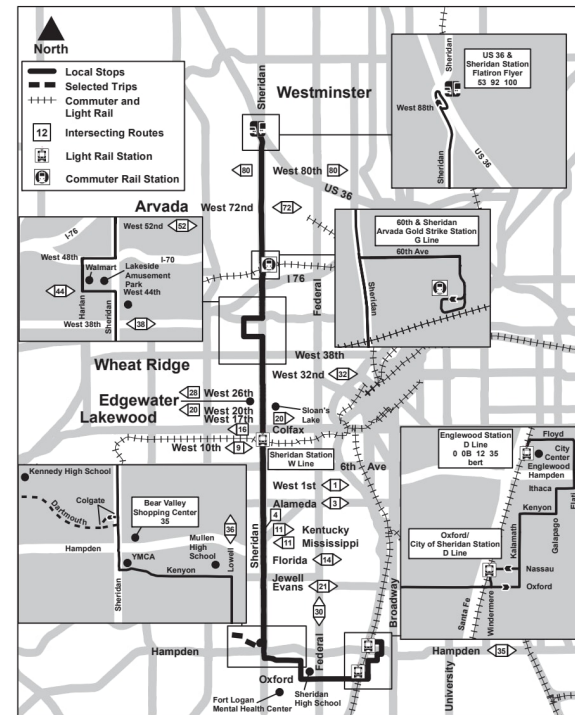 North
Local Stops
Selected Trips
Commuter and
Light Rail
12 Intersecting Routes
Light Rail Station
Commuter Rail Station
Sheridan
Westminster
Sheridan
US 36 &
Sheridan Station
Flatiron Flyer
53 92 100
West 88th
Sheridan
US 36
80 West 80th 80
US 36
West 72nd 72
Arvada
West 52nd 52
I-76
West 48th
I-70
Walmart
Lakeside
Amusement
Park
West 44th
44
Harlan
Sheridan
West 38th
38
60th & Sheridan
Arvada Gold Strike Station
G Line
60th Ave
Sheridan
I 76
Federal
West 38th
Wheat Ridge
West 32nd 32
28 West 26th
Edgewater
20 West 20th
Lakewood
West 17th
Sloan's
Lake
20
16 Colfax
West 10th 9
Sheridan Station
W Line
6th Ave
West 1st 1
Alameda 3
4
11 Kentucky
11 Mississippi
Florida 14
Jewell
Evans 21
30
Sheridan
Broadway
Kennedy High School
Colgate
Dartmouth
Bear Valley
Shopping Center
35
36
Mullen
High
School
Lowell
Hampden
YMCA
Kenyon
Sheridan
Englewood Station
D Line
0 0B 12 35
bert
Floyd
City
Center
Englewood
Hampden
Ithaca
Kenyon
Flati
Galapago
Kalamath
Oxford/
City of Sheridan Station
D Line
Nassau
Oxford
Santa Fe
Windermere
Hampden
Federal
Hampden 35
Oxford
Sheridan
High School
Fort Logan
Mental Health Center
University